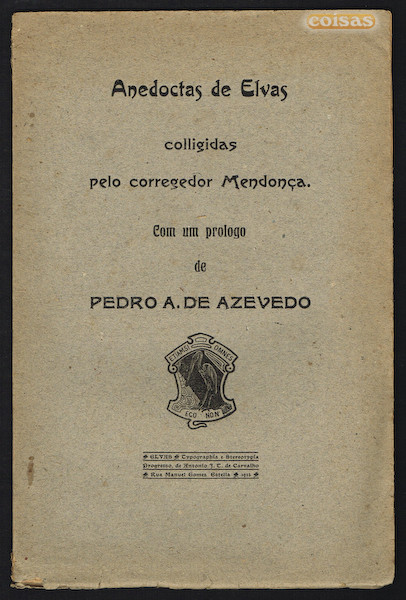 coisas
Anedoctas de Elvas
colligidas
pelo corregedor Mendonça.
Com um prologo
de
PEDRO A. DE AZEVEDO
ETIAMSI OMNES
EGO NON
ELVAS Typographia e Stereotypia
Progresso, de Antonio J. T. de Carvalho
Rua Manuel Gomes Estella